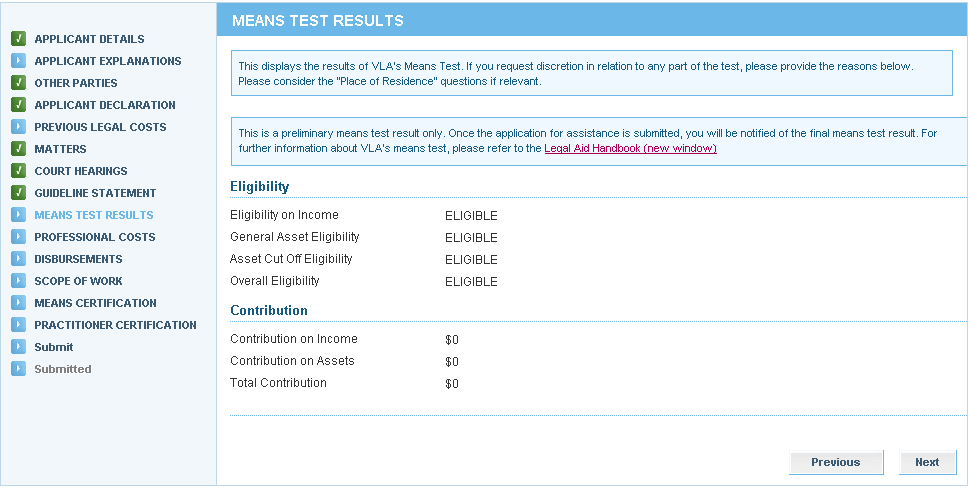 APPLICANT DETAILS
APPLICANT EXPLANATIONS
OTHER PARTIES
APPLICANT DECLARATION
PREVIOUS LEGAL COSTS
MATTERS
COURT HEARINGS
GUIDELINE STATEMENT
MEANS TEST RESULTS
PROFESSIONAL COSTS
DISBURSEMENTS
SCOPE OF WORK
MEANS CERTIFICATION
PRACTITIONER CERTIFICATION
Submit
Submitted
MEANS TEST RESULTS
This displays the results of VLA's Means Test. If you request discretion in relation to any part of the test, please provide the reasons below.
Please consider the "Place of Residence" questions if relevant.
This is a preliminary means test result only. Once the application for assistance is submitted, you will be notified of the final means test result. For
further information about VLA's means test, please refer to the Legal Aid Handbook (new window)
Eligibility
Eligibility on Income ELIGIBLE
General Asset Eligibility ELIGIBLE
Asset Cut Off Eligibility ELIGIBLE
Overall Eligibility ELIGIBLE
Contribution
Contribution on Income $0
Contribution on Assets $0
Total Contribution $0
Previous Next